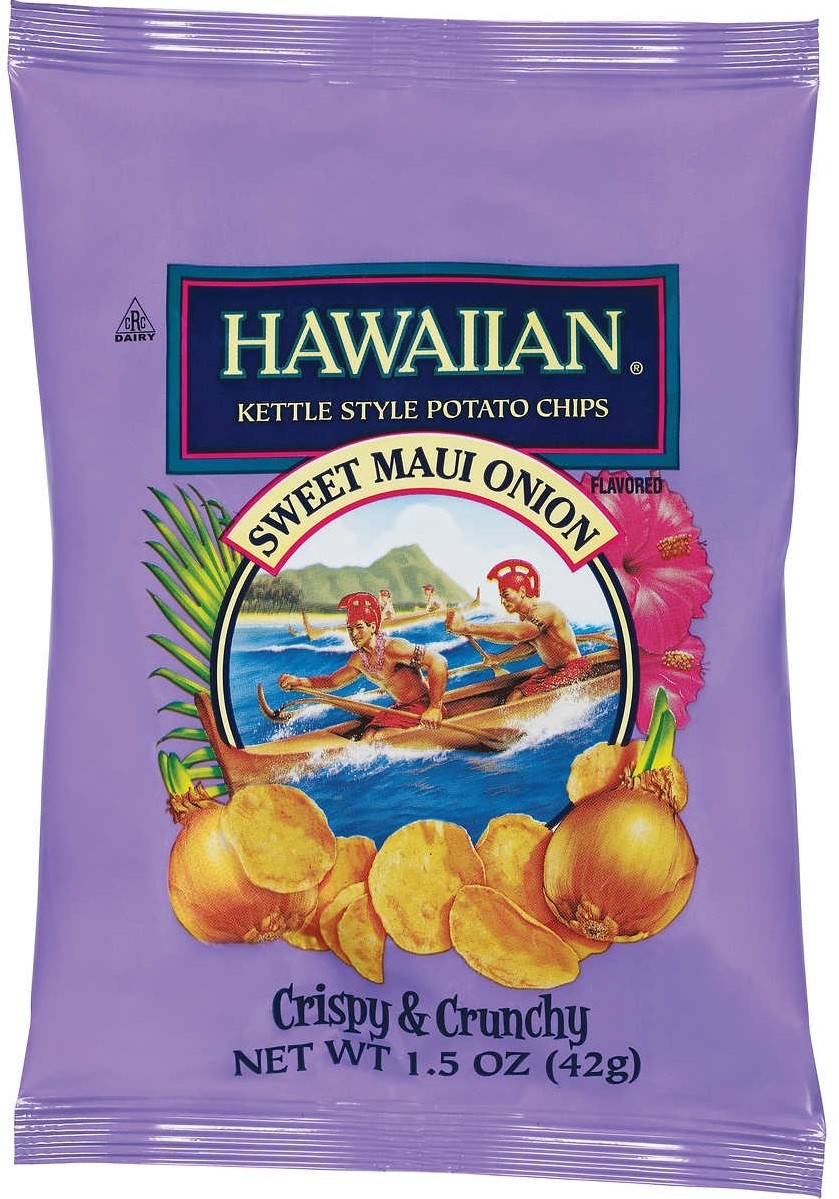 HAWAIIAN®
KETTLE STYLE POTATO CHIPS
CRC
DAIRY
SWEET MAUI ONION
FLAVORED
Crispy & Crunchy
NET WT 1.5 OZ (42g)